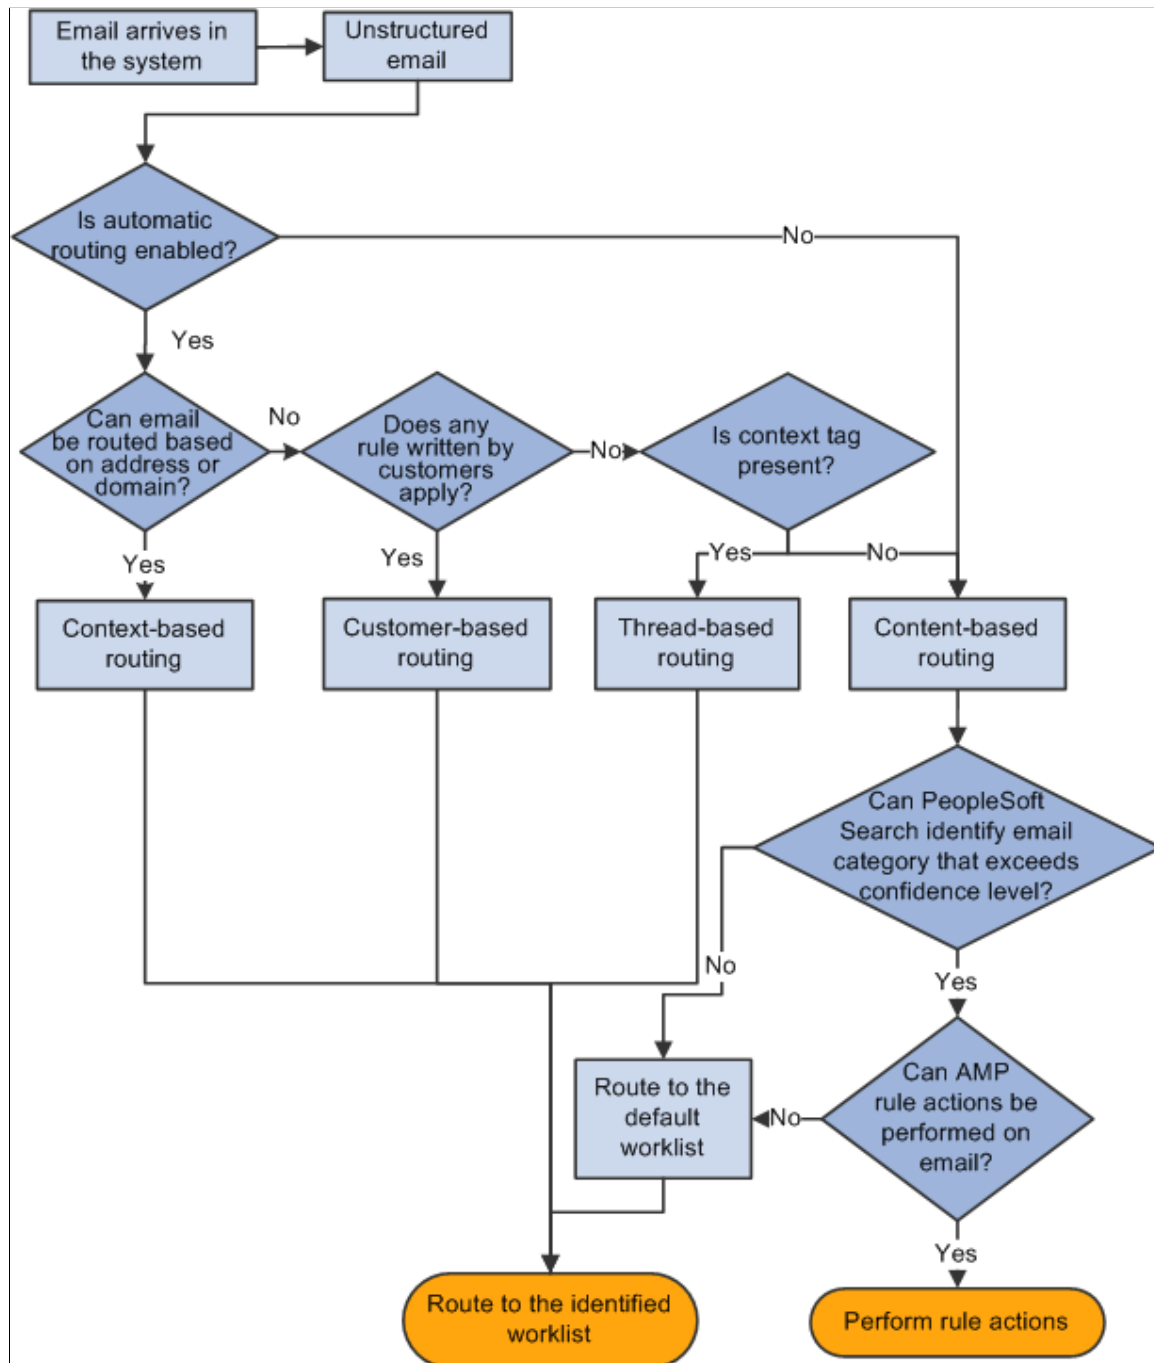 Email arrives in
the system
Unstructured
email
Is automatic
routing enabled?
No
Yes
Can email
be routed based
on address or
domain?
No
Does any
rule written by
customers
apply?
No
Is context tag
present?
Yes
Yes
Yes
No
Context-based
routing
Customer-based
routing
Thread-based
routing
Content-based
routing
Can PeopleSoft
Search identify email
category that exceeds
confidence level?
No
Yes
Route to the
default
worklist
No
Can AMP
rule actions be
performed on
email?
Yes
Route to the identified
worklist
Perform rule actions